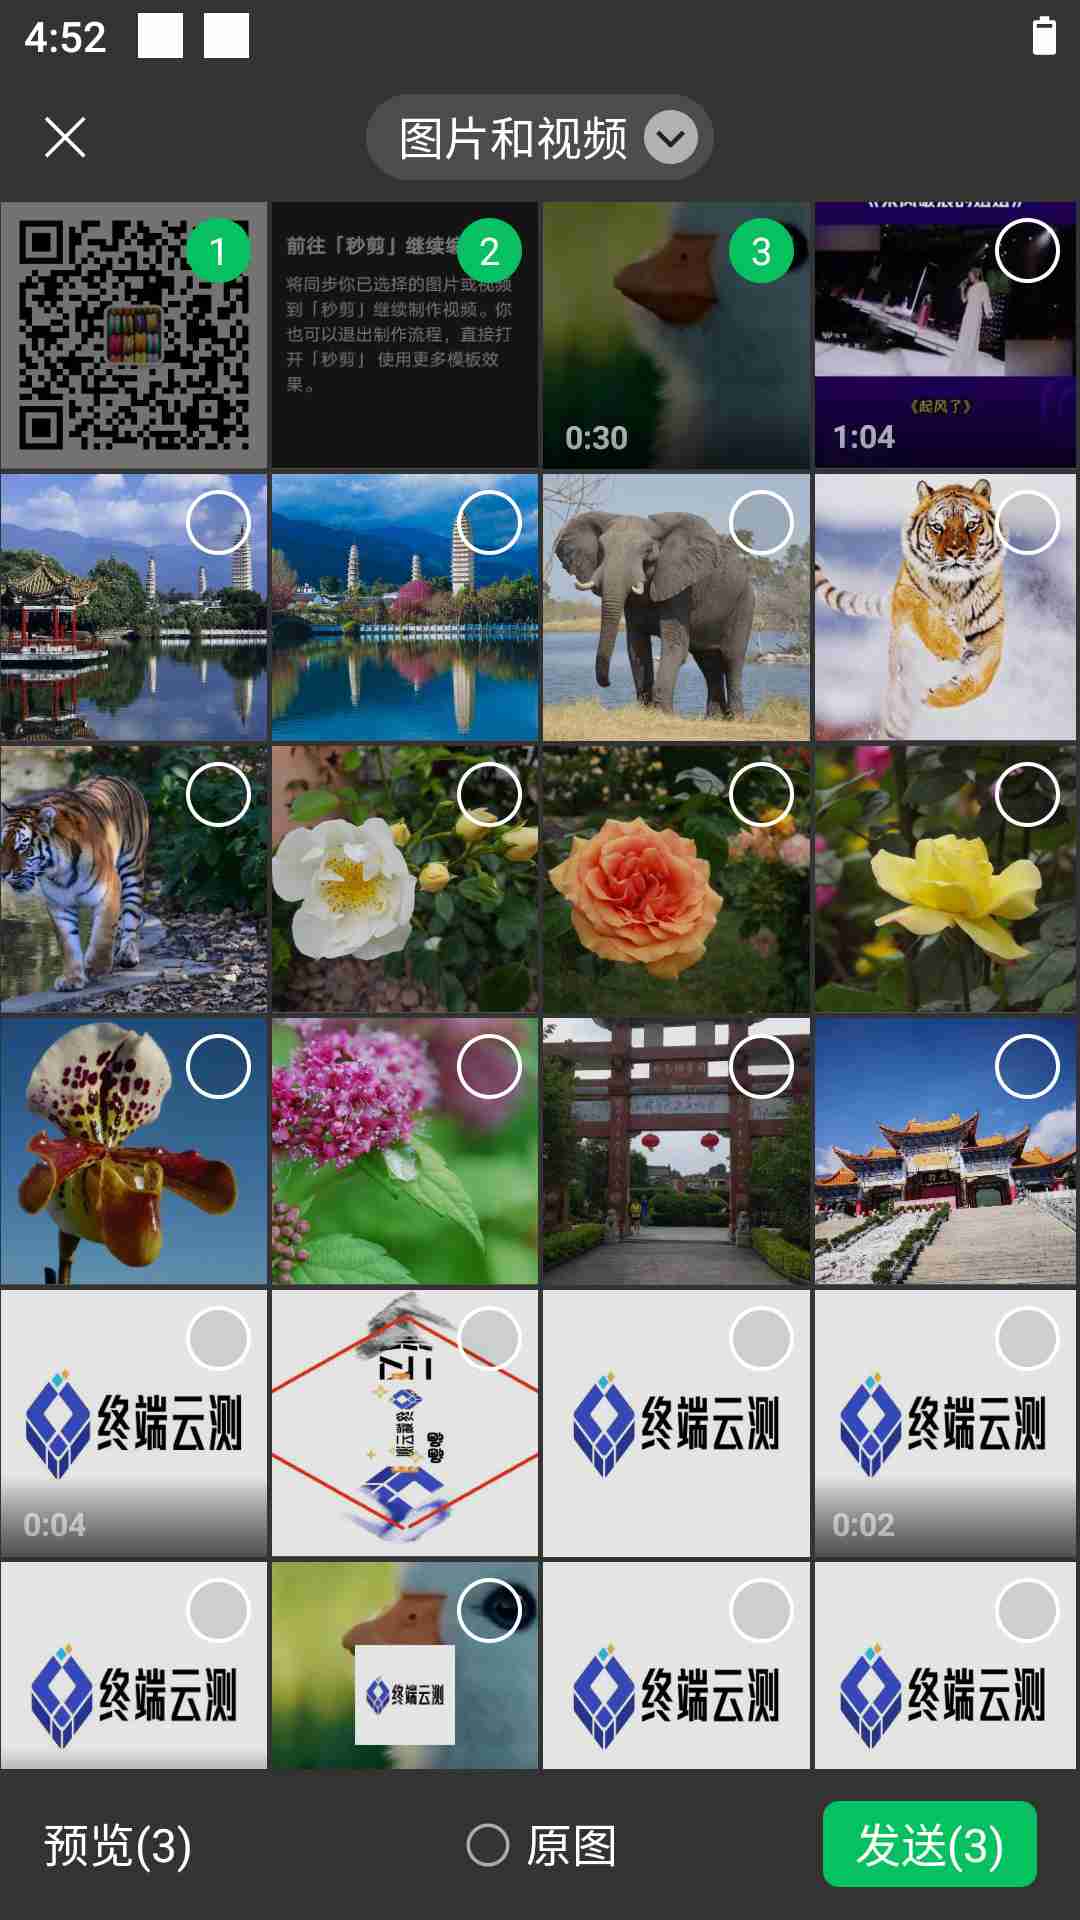 4:52
图片和视频
1
2
3
前往「秒剪」继续
将同步你已选择的图片或视频
到「秒剪」继续制作视频。你
也可以退出制作流程，直接打
开「秒剪」使用更多模板效
果。
0:30
《起风了》
1:04
终端云测
0:04
终端云测
终端云测
0:02
终端云测
终端云测
终端云测
终端云测
预览(3)
原图
发送(3)